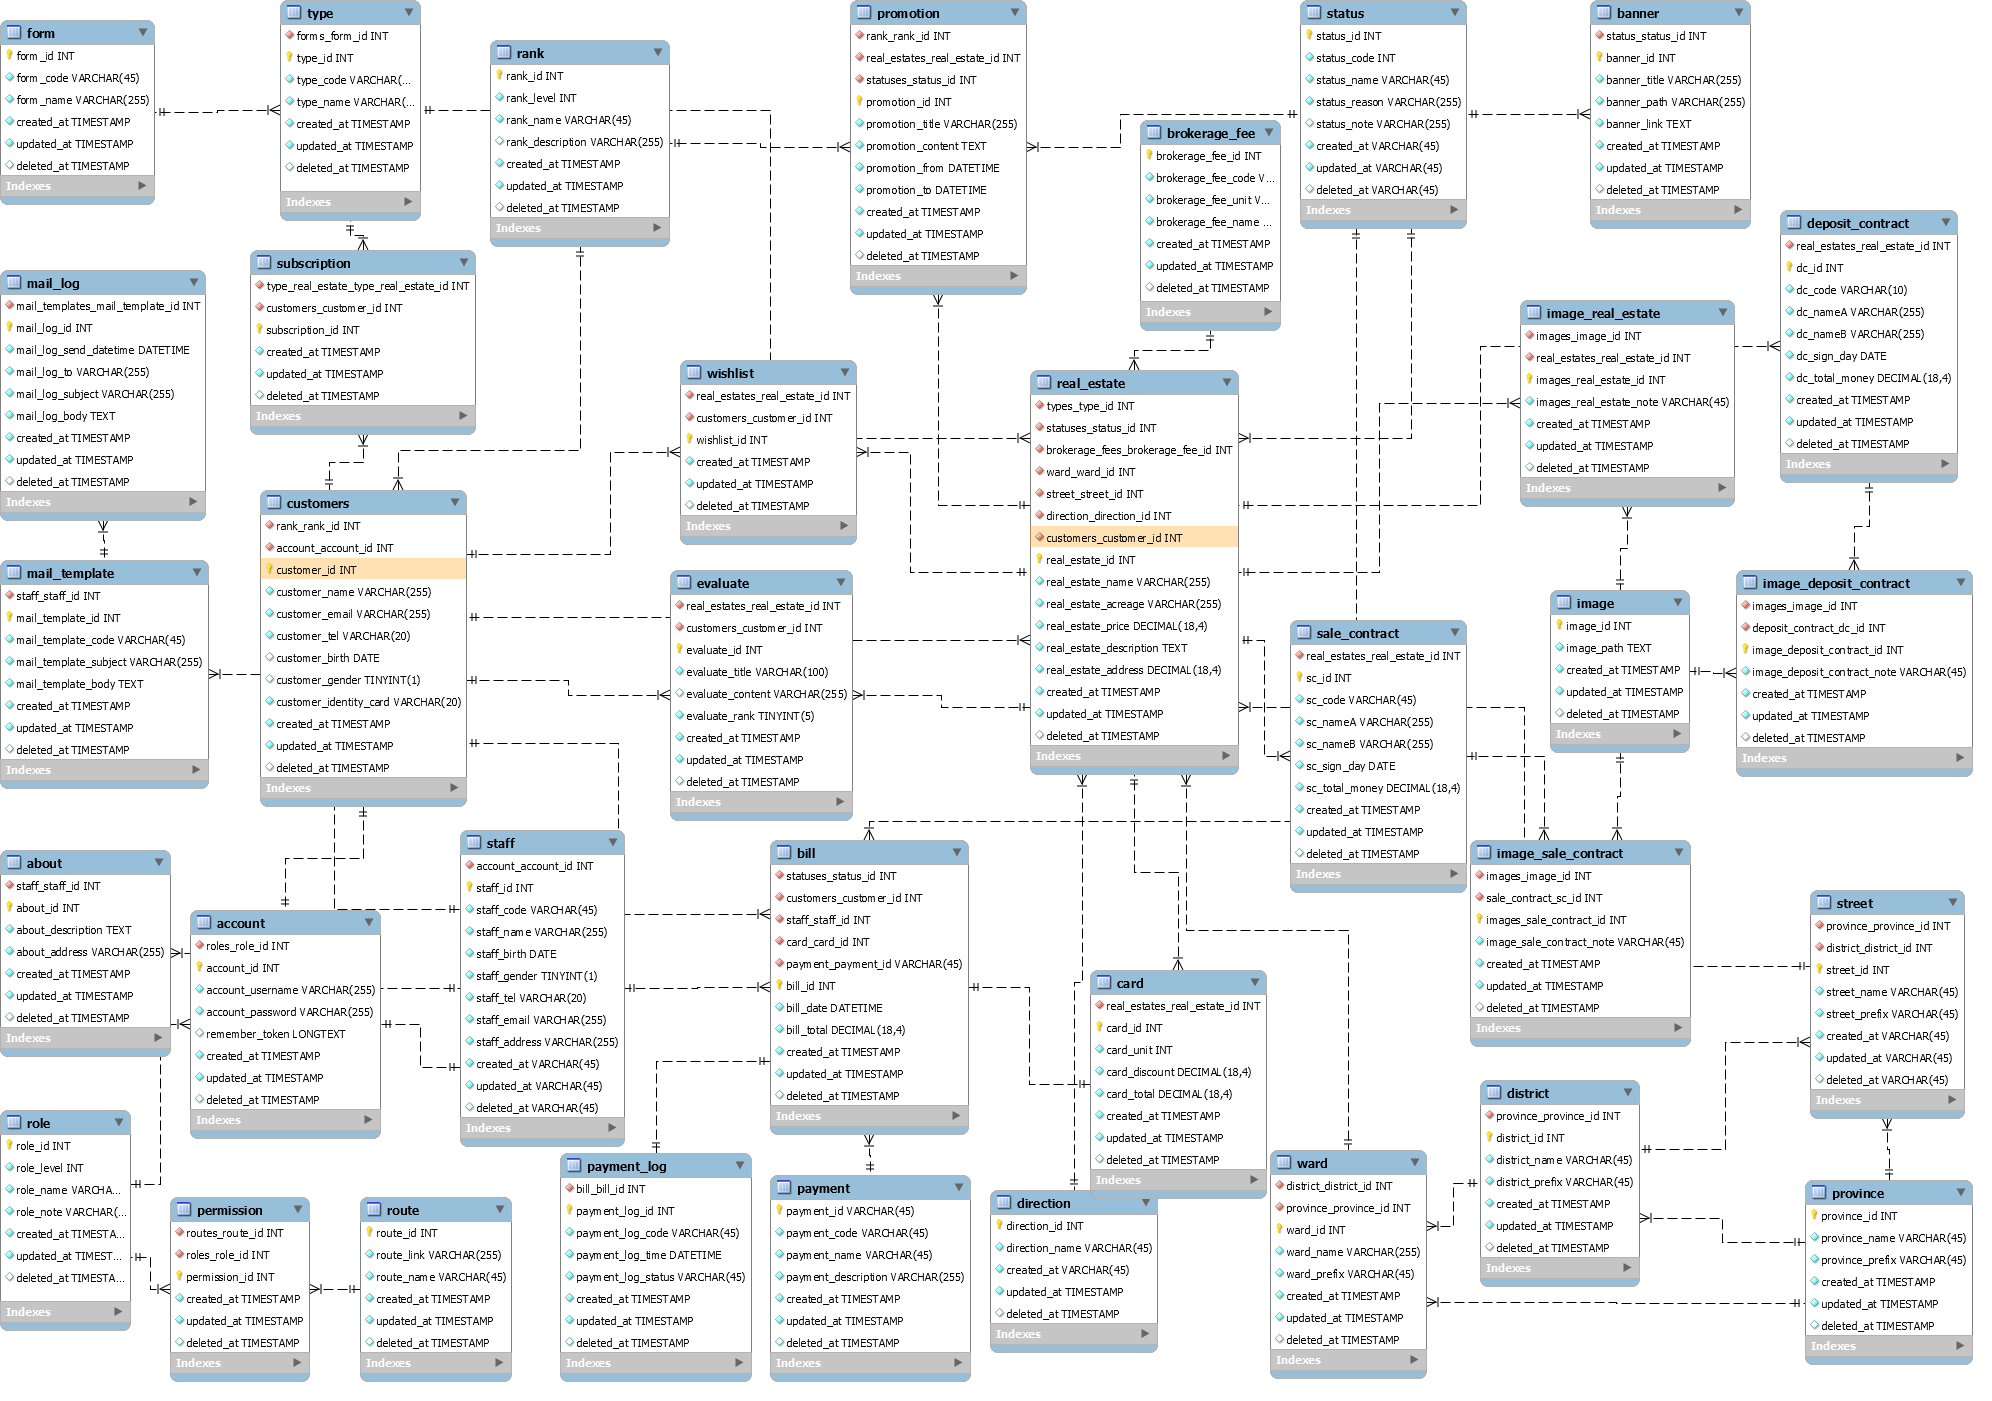 form
form_id INT
form_code VARCHAR(45)
form_name VARCHAR(255)
created_at TIMESTAMP
updated_at TIMESTAMP
deleted_at TIMESTAMP
Indexes
type
forms_form_id INT
type_id INT
type_code VARCHAR(...
type_name VARCHAR(...
created_at TIMESTAMP
updated_at TIMESTAMP
deleted_at TIMESTAMP
Indexes
rank
rank_id INT
rank_level INT
rank_name VARCHAR(45)
rank_description VARCHAR(255)
created_at TIMESTAMP
updated_at TIMESTAMP
deleted_at TIMESTAMP
Indexes
promotion
rank_rank_id INT
real_estates_real_estate_id INT
statuses_status_id INT
promotion_id INT
promotion_title VARCHAR(255)
promotion_content TEXT
promotion_from DATETIME
promotion_to DATETIME
created_at TIMESTAMP
updated_at TIMESTAMP
deleted_at TIMESTAMP
Indexes
brokerage_fee
brokerage_fee_id INT
brokerage_fee_code V...
brokerage_fee_unit V...
brokerage_fee_name ...
created_at TIMESTAMP
updated_at TIMESTAMP
deleted_at TIMESTAMP
Indexes
status
status_id INT
status_code INT
status_name VARCHAR(45)
status_reason VARCHAR(255)
status_note VARCHAR(255)
created_at VARCHAR(45)
updated_at VARCHAR(45)
deleted_at VARCHAR(45)
Indexes
banner
status_status_id INT
banner_id INT
banner_title VARCHAR(255)
banner_path VARCHAR(255)
banner_link TEXT
created_at TIMESTAMP
updated_at TIMESTAMP
deleted_at TIMESTAMP
Indexes
deposit_contract
real_estates_real_estate_id INT
dc_id INT
dc_code VARCHAR(10)
dc_nameA VARCHAR(255)
dc_nameB VARCHAR(255)
dc_sign_day DATE
dc_total_money DECIMAL(18,4)
created_at TIMESTAMP
updated_at TIMESTAMP
deleted_at TIMESTAMP
Indexes
mail_log
mail_templates_mail_template_id INT
mail_log_id INT
mail_log_send_datetime DATETIME
mail_log_to VARCHAR(255)
mail_log_subject VARCHAR(255)
mail_log_body TEXT
created_at TIMESTAMP
updated_at TIMESTAMP
deleted_at TIMESTAMP
Indexes
subscription
type_real_estate_type_real_estate_id INT
customers_customer_id INT
subscription_id INT
created_at TIMESTAMP
updated_at TIMESTAMP
deleted_at TIMESTAMP
Indexes
wishlist
real_estates_real_estate_id INT
customers_customer_id INT
wishlist_id INT
created_at TIMESTAMP
updated_at TIMESTAMP
deleted_at TIMESTAMP
Indexes
real_estate
types_type_id INT
statuses_status_id INT
brokerage_fees_brokerage_fee_id INT
ward_ward_id INT
street_street_id INT
direction_direction_id INT
customers_customer_id INT
real_estate_id INT
real_estate_name VARCHAR(255)
real_estate_acreage VARCHAR(255)
real_estate_price DECIMAL(18,4)
real_estate_description TEXT
real_estate_address DECIMAL(18,4)
created_at TIMESTAMP
updated_at TIMESTAMP
deleted_at TIMESTAMP
Indexes
image_real_estate
images_image_id INT
real_estates_real_estate_id INT
images_real_estate_id INT
images_real_estate_note VARCHAR(45)
created_at TIMESTAMP
updated_at TIMESTAMP
deleted_at TIMESTAMP
Indexes
mail_template
staff_staff_id INT
mail_template_id INT
mail_template_code VARCHAR(45)
mail_template_subject VARCHAR(255)
mail_template_body TEXT
created_at TIMESTAMP
updated_at TIMESTAMP
deleted_at TIMESTAMP
Indexes
customers
rank_rank_id INT
account_account_id INT
customer_id INT
customer_name VARCHAR(255)
customer_email VARCHAR(255)
customer_tel VARCHAR(20)
customer_birth DATE
customer_gender TINYINT(1)
customer_identity_card VARCHAR(20)
created_at TIMESTAMP
updated_at TIMESTAMP
deleted_at TIMESTAMP
Indexes
evaluate
real_estates_real_estate_id INT
customers_customer_id INT
evaluate_id INT
evaluate_title VARCHAR(100)
evaluate_content VARCHAR(255)
evaluate_rank TINYINT(5)
created_at TIMESTAMP
updated_at TIMESTAMP
deleted_at TIMESTAMP
Indexes
sale_contract
real_estates_real_estate_id INT
sc_id INT
sc_code VARCHAR(45)
sc_nameA VARCHAR(255)
sc_nameB VARCHAR(255)
sc_sign_day DATE
sc_total_money DECIMAL(18,4)
created_at TIMESTAMP
updated_at TIMESTAMP
deleted_at TIMESTAMP
Indexes
image
image_id INT
image_path TEXT
created_at TIMESTAMP
updated_at TIMESTAMP
deleted_at TIMESTAMP
Indexes
image_deposit_contract
images_image_id INT
deposit_contract_dc_id INT
image_deposit_contract_id INT
image_deposit_contract_note VARCHAR(45)
created_at TIMESTAMP
updated_at TIMESTAMP
deleted_at TIMESTAMP
Indexes
about
staff_staff_id INT
about_id INT
about_description TEXT
about_address VARCHAR(255)
created_at TIMESTAMP
updated_at TIMESTAMP
deleted_at TIMESTAMP
Indexes
account
roles_role_id INT
account_id INT
account_username VARCHAR(255)
account_password VARCHAR(255)
remember_token LONGTEXT
created_at TIMESTAMP
updated_at TIMESTAMP
deleted_at TIMESTAMP
Indexes
staff
account_account_id INT
staff_id INT
staff_code VARCHAR(45)
staff_name VARCHAR(255)
staff_birth DATE
staff_gender TINYINT(1)
staff_tel VARCHAR(20)
staff_email VARCHAR(255)
staff_address VARCHAR(255)
created_at VARCHAR(45)
updated_at VARCHAR(45)
deleted_at VARCHAR(45)
Indexes
bill
statuses_status_id INT
customers_customer_id INT
staff_staff_id INT
card_card_id INT
payment_payment_id VARCHAR(45)
bill_id INT
bill_date DATETIME
bill_total DECIMAL(18,4)
created_at TIMESTAMP
updated_at TIMESTAMP
deleted_at TIMESTAMP
Indexes
card
real_estates_real_estate_id INT
card_id INT
card_unit INT
card_discount DECIMAL(18,4)
card_total DECIMAL(18,4)
created_at TIMESTAMP
updated_at TIMESTAMP
deleted_at TIMESTAMP
Indexes
image_sale_contract
images_image_id INT
sale_contract_sc_id INT
images_sale_contract_id INT
image_sale_contract_note VARCHAR(45)
created_at TIMESTAMP
updated_at TIMESTAMP
deleted_at TIMESTAMP
Indexes
street
province_province_id INT
district_district_id INT
street_id INT
street_name VARCHAR(45)
street_prefix VARCHAR(45)
created_at VARCHAR(45)
updated_at VARCHAR(45)
deleted_at VARCHAR(45)
Indexes
role
role_id INT
role_level INT
role_name VARCHA...
role_note VARCHAR(...
created_at TIMESTA...
updated_at TIMEST...
deleted_at TIMESTA...
Indexes
permission
routes_route_id INT
roles_role_id INT
permission_id INT
created_at TIMESTAMP
updated_at TIMESTAMP
deleted_at TIMESTAMP
Indexes
route
route_id INT
route_link VARCHAR(255)
route_name VARCHAR(45)
created_at TIMESTAMP
updated_at TIMESTAMP
deleted_at TIMESTAMP
Indexes
payment_log
bill_bill_id INT
payment_log_id INT
payment_log_code VARCHAR(45)
payment_log_time DATETIME
payment_log_status VARCHAR(45)
created_at TIMESTAMP
updated_at TIMESTAMP
deleted_at TIMESTAMP
Indexes
payment
payment_id VARCHAR(45)
payment_code VARCHAR(45)
payment_name VARCHAR(45)
payment_description VARCHAR(255)
created_at TIMESTAMP
updated_at TIMESTAMP
deleted_at TIMESTAMP
Indexes
direction
direction_id INT
direction_name VARCHAR(45)
created_at VARCHAR(45)
updated_at TIMESTAMP
deleted_at TIMESTAMP
Indexes
ward
district_district_id INT
province_province_id INT
ward_id INT
ward_name VARCHAR(255)
ward_prefix VARCHAR(45)
created_at TIMESTAMP
updated_at TIMESTAMP
deleted_at TIMESTAMP
Indexes
district
province_province_id INT
district_id INT
district_name VARCHAR(45)
district_prefix VARCHAR(45)
created_at TIMESTAMP
updated_at TIMESTAMP
deleted_at TIMESTAMP
Indexes
province
province_id INT
province_name VARCHAR(45)
province_prefix VARCHAR(45)
created_at TIMESTAMP
updated_at TIMESTAMP
deleted_at TIMESTAMP
Indexes